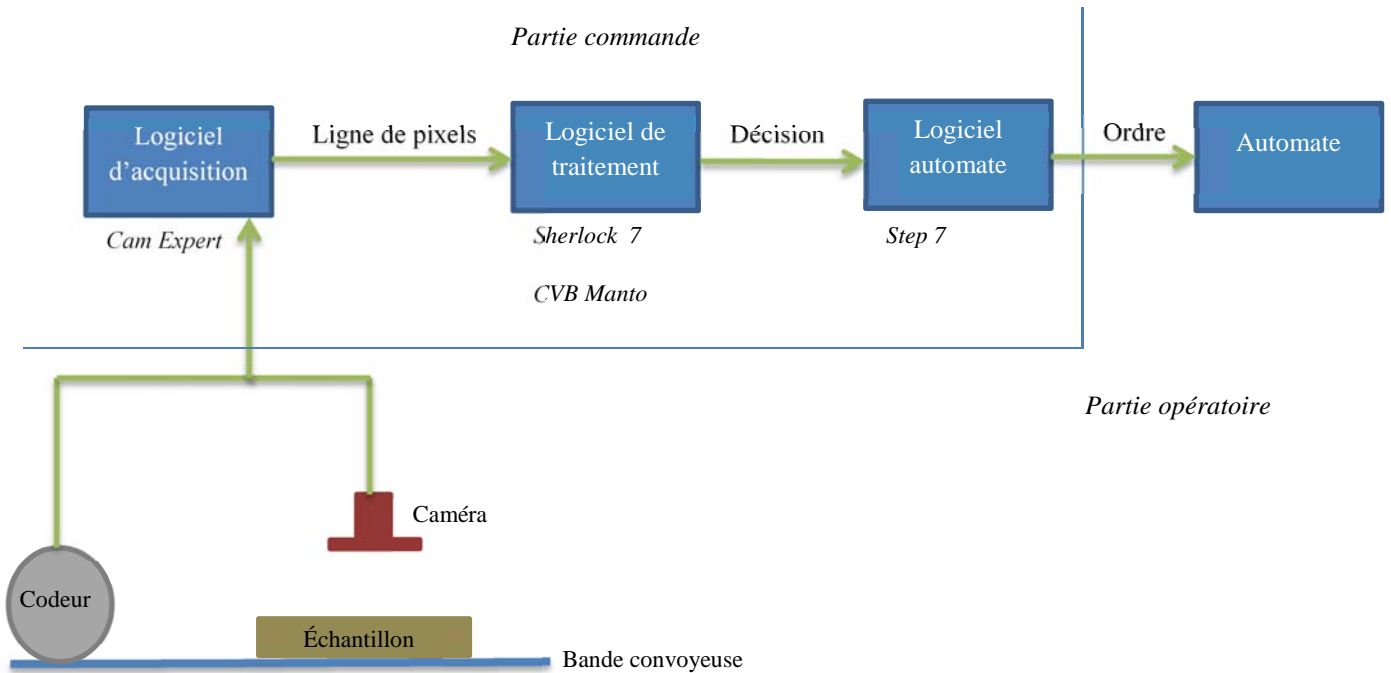 Partie commande
Logiciel
d'acquisition
Ligne de pixels
Logiciel de
traitement
Décision
Logiciel
automate
Ordre
Automate
Cam Expert
Sherlock 7
Step 7
CVB Manto
Partie opératoire
Caméra
Codeur
Échantillon
Bande convoyeuse